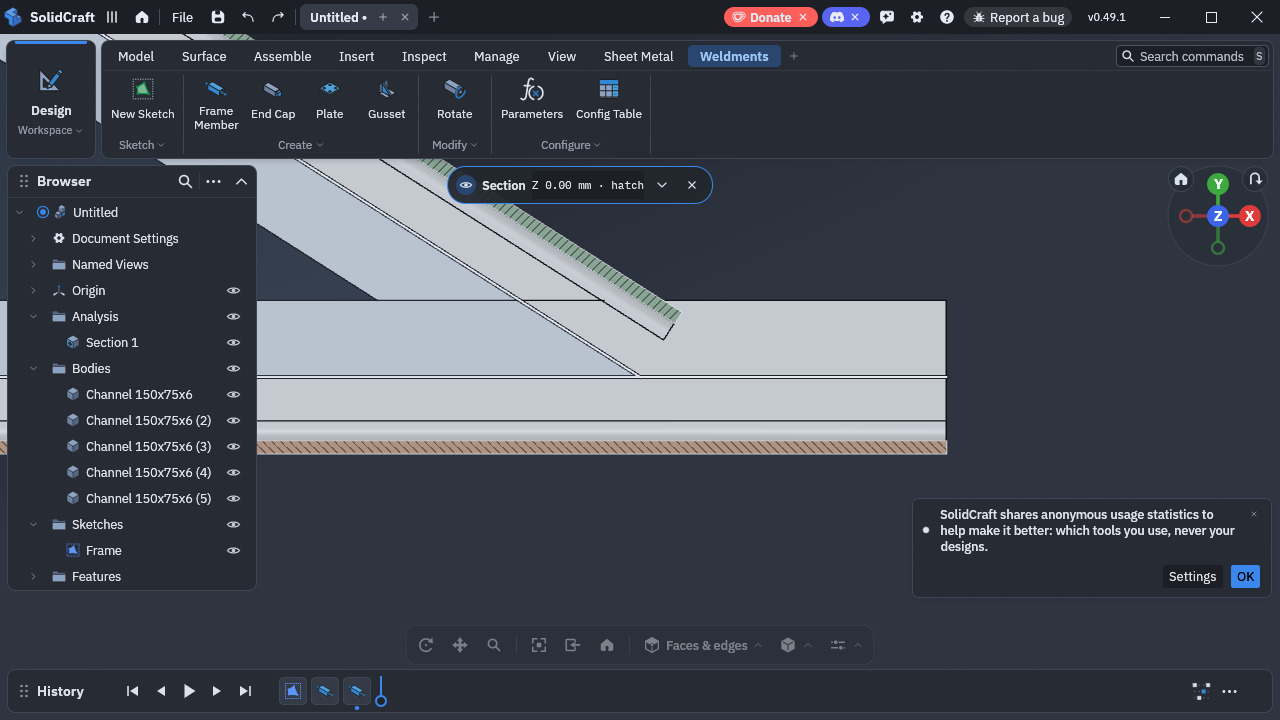 SolidCraft
File
Untitled •
Donate
Report a bug
v0.49.1
Design
Workspace
Model
Surface
Assemble
Insert
Inspect
Manage
View
Sheet Metal
Weldments
Search commands
S
New Sketch
Frame Member
End Cap
Plate
Gusset
Rotate
Parameters
Config Table
Sketch
Create
Modify
Configure
Section Z 0.00 mm · hatch
Y
Z
X
Browser
Untitled
Document Settings
Named Views
Origin
Analysis
Section 1
Bodies
Channel 150x75x6
Channel 150x75x6 (2)
Channel 150x75x6 (3)
Channel 150x75x6 (4)
Channel 150x75x6 (5)
Sketches
Frame
Features
SolidCraft shares anonymous usage statistics to
help make it better: which tools you use, never your
designs.
Settings
OK
Faces & edges
History